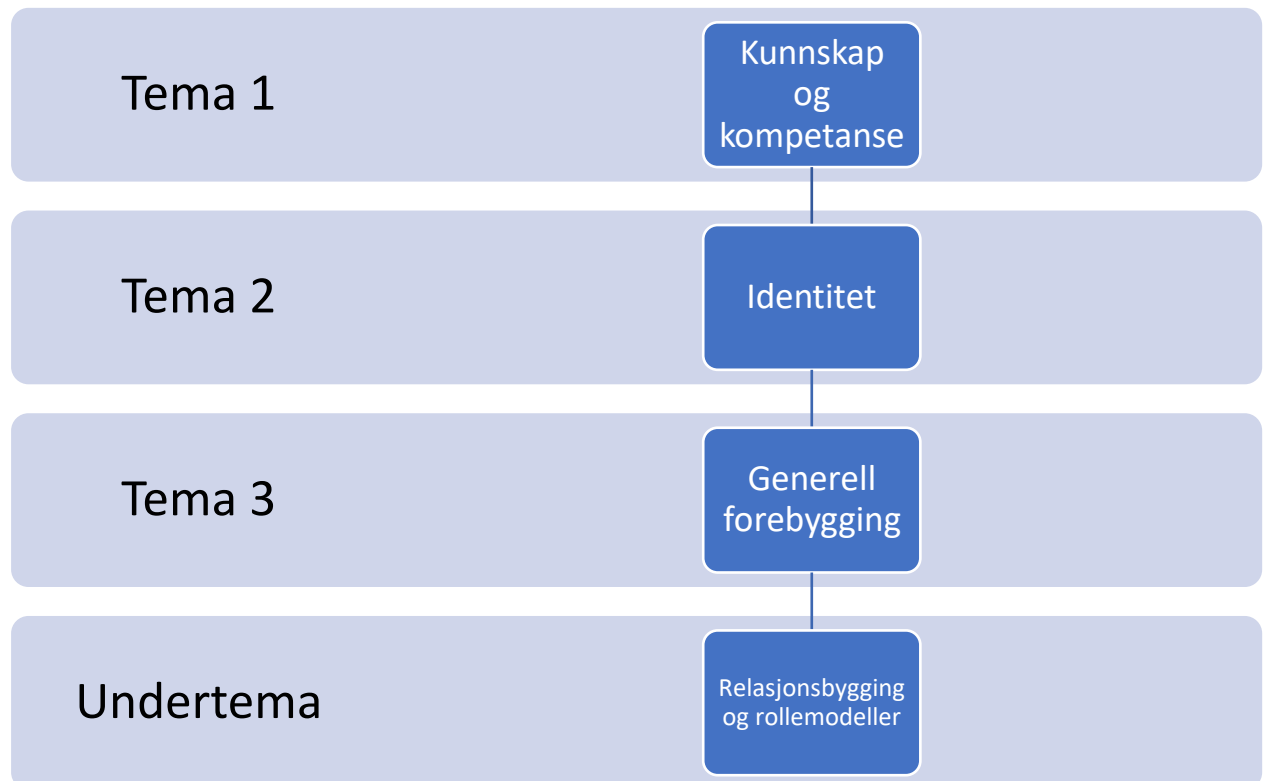 Tema 1
Kunnskap
og
kompetanse
Tema 2
Identitet
Tema 3
Generell
forebygging
Undertema
Relasjonsbygging
og rollemodeller